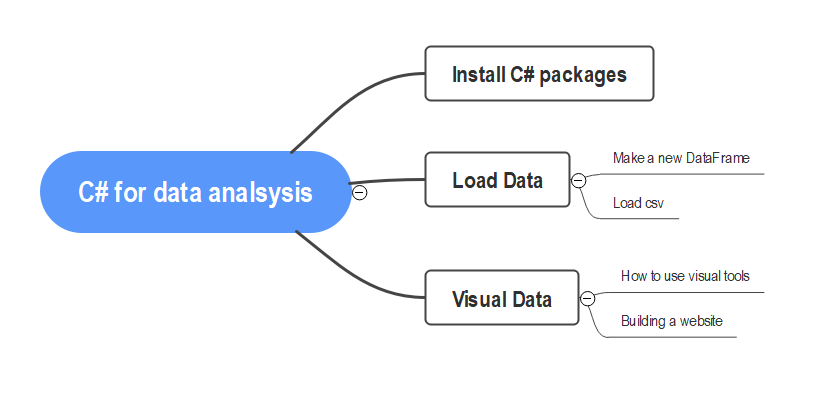 Install C# packages
C# for data analsysis
Load Data
Make a new DataFrame
Load csv
Visual Data
How to use visual tools
Building a website